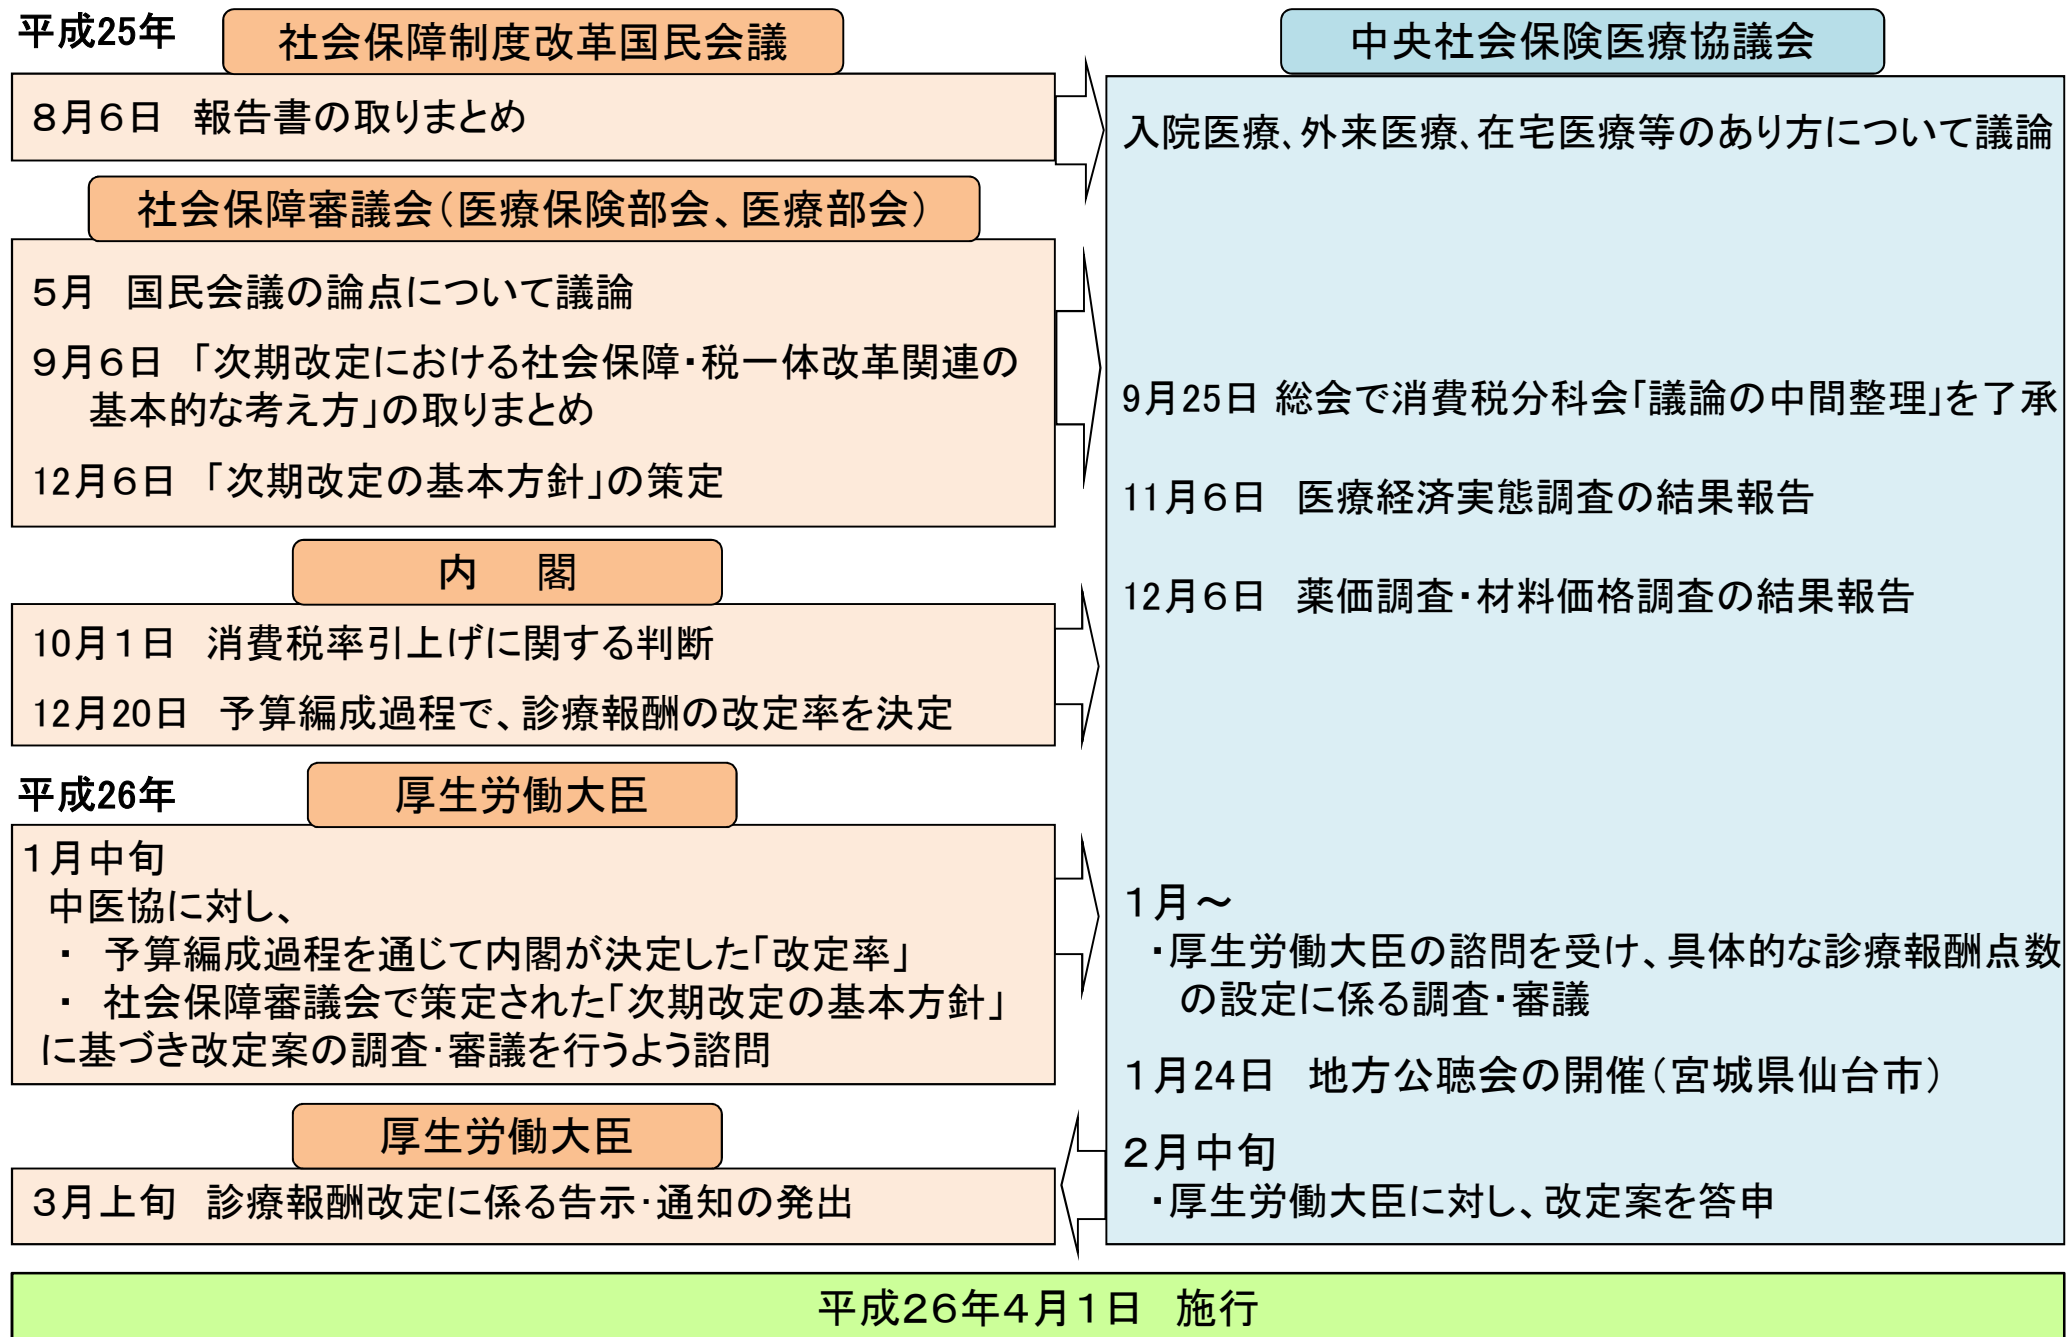 平成25年
社会保障制度改革国民会議
８月６日　報告書の取りまとめ
社会保障審議会（医療保険部会、医療部会）
５月　国民会議の論点について議論
９月６日　「次期改定における社会保障・税一体改革関連の
基本的な考え方」の取りまとめ
12月６日　「次期改定の基本方針」の策定
内　閣
10月１日　消費税率引上げに関する判断
12月20日　予算編成過程で、診療報酬の改定率を決定
平成26年
厚生労働大臣
１月中旬
中医協に対し、
・　予算編成過程を通じて内閣が決定した「改定率」
・　社会保障審議会で策定された「次期改定の基本方針」
に基づき改定案の調査・審議を行うよう諮問
厚生労働大臣
３月上旬　診療報酬改定に係る告示・通知の発出
中央社会保険医療協議会
入院医療、外来医療、在宅医療等のあり方について議論
9月25日 総会で消費税分科会「議論の中間整理」を了承
11月６日　医療経済実態調査の結果報告
12月６日　薬価調査・材料価格調査の結果報告
１月～
・厚生労働大臣の諮問を受け、具体的な診療報酬点数
の設定に係る調査・審議
１月24日　地方公聴会の開催（宮城県仙台市）
２月中旬
・厚生労働大臣に対し、改定案を答申
平成２６年４月１日　施行